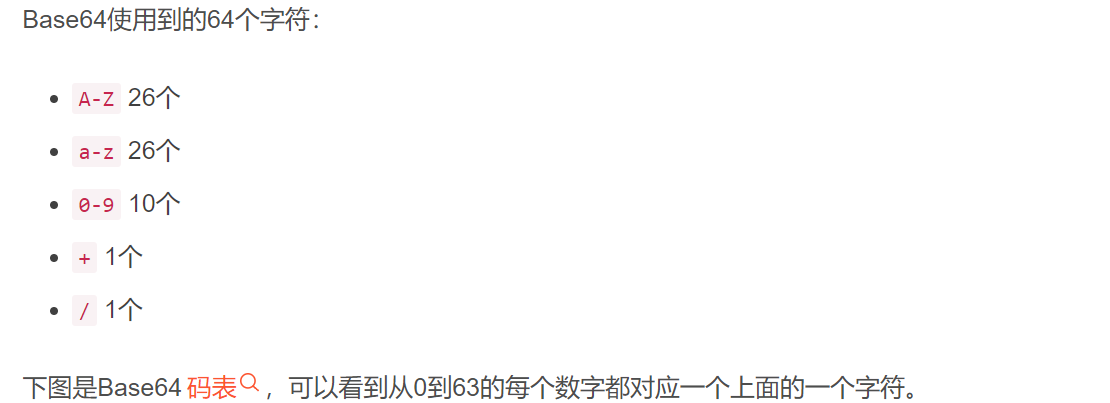 Base64使用到的64个字符：
A-Z 26个
a-z 26个
0-9 10个
+ 1个
/ 1个
下图是Base64 码表，可以看到从0到63的每个数字都对应一个上面的一个字符。